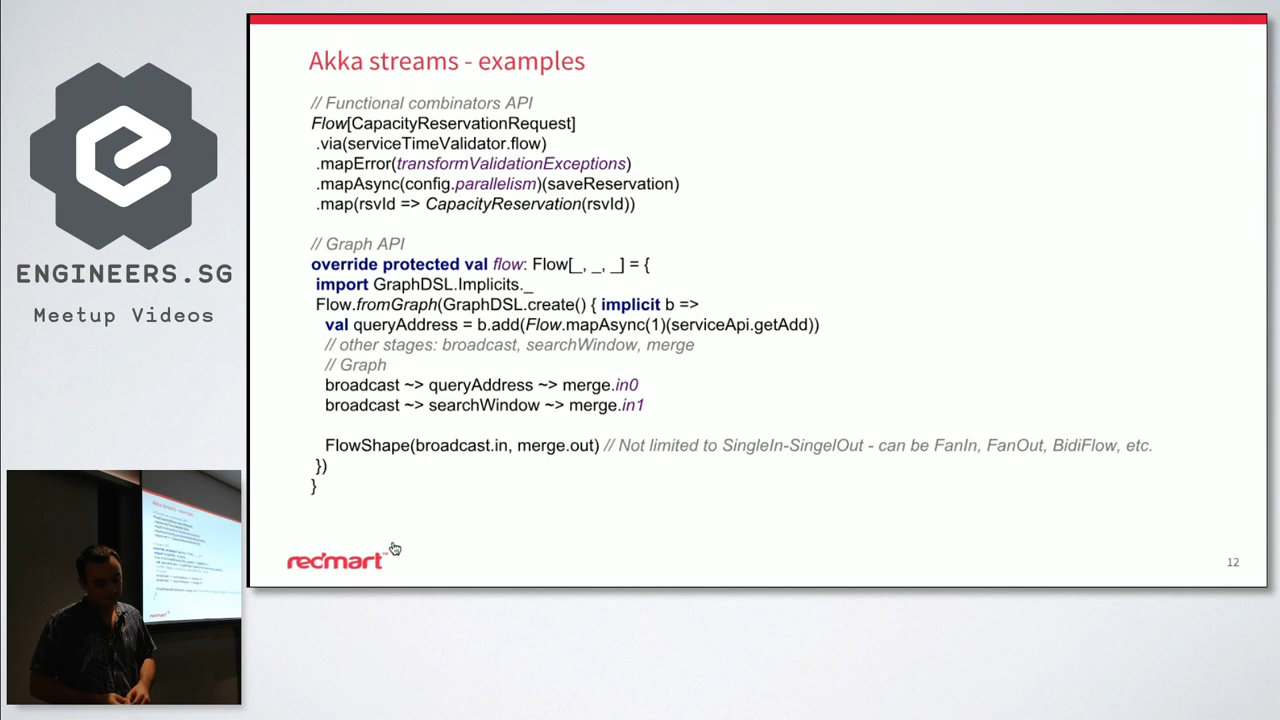 Akka streams - examples
// Functional combinators API
Flow[CapacityReservationRequest]
.via(serviceTimeValidator.flow)
.mapError(transformValidationExceptions)
.mapAsync(config.parallelism)(saveReservation)
.map(rsvId => CapacityReservation(rsvId))
// Graph API
override protected val flow: Flow[_, _, _] = {
import GraphDSL.Implicits._
Flow.fromGraph(GraphDSL.create() { implicit b =>
val queryAddress = b.add(Flow.mapAsync(1)(serviceApi.getAdd))
// other stages: broadcast, searchWindow, merge
// Graph
broadcast ~> queryAddress ~> merge.in0
broadcast ~> searchWindow ~> merge.in1
FlowShape(broadcast.in, merge.out) // Not limited to SingleIn-SingelOut - can be FanIn, FanOut, BidiFlow, etc.
})
}
redmart™
12
ENGINEERS.SG
Meetup Videos
Akka streams - examples
redmart